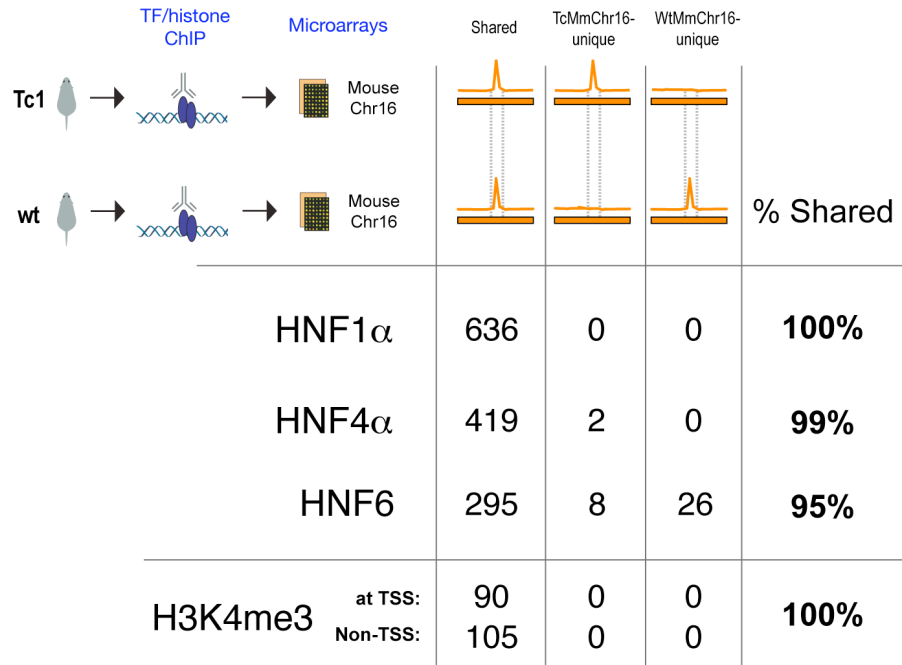 TF/histone
ChIP
Microarrays
Shared
TcMmChr16-
unique
WtMmChr16-
unique
Tc1
Mouse
Chr16
wt
Mouse
Chr16
% Shared
HNF1α 636 0 0 100%
HNF4α 419 2 0 99%
HNF6 295 8 26 95%
H3K4me3 100%
at TSS: 90 0 0
Non-TSS: 105 0 0